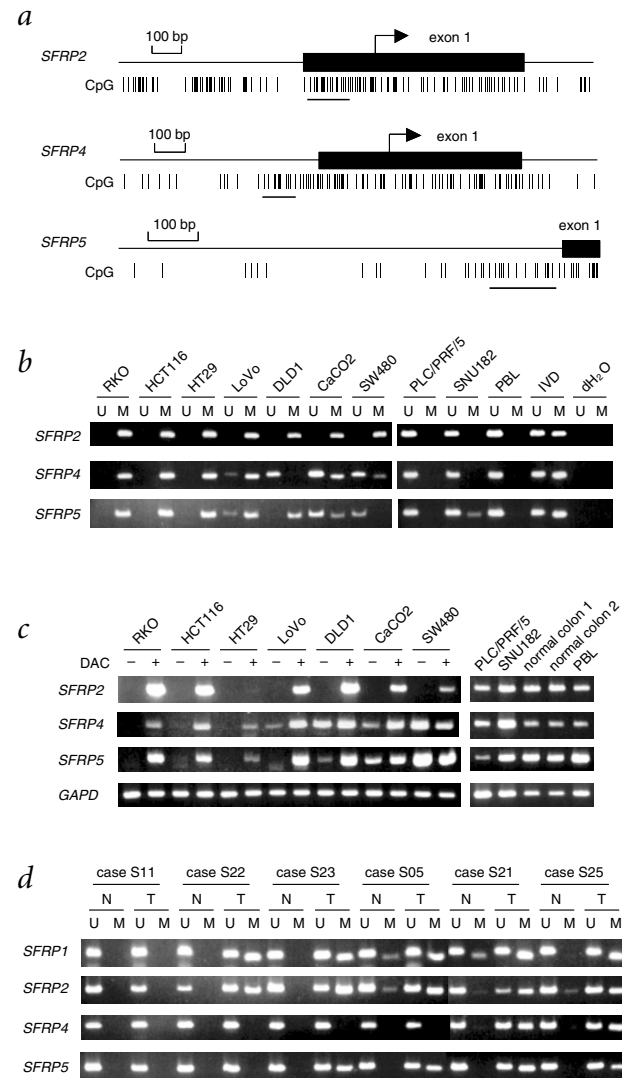 a
100 bp
exon 1
SFRP2
CpG
100 bp
exon 1
SFRP4
CpG
100 bp
exon 1
SFRP5
CpG
b
RKO HCT116 HT29 LoVo DLD1 CaCO2 SW480 PLC/PRF/5 SNU182 PBL IVD dH₂O
U M U M U M U M U M U M U M U M U M U M U M U M
SFRP2
SFRP4
SFRP5
c
RKO HCT116 HT29 LoVo DLD1 CaCO2 SW480 PLC/PRF/5 SNU182 normal colon 1 normal colon 2 PBL
DAC – + – + – + – + – + – + – +
SFRP2
SFRP4
SFRP5
GAPD
d
case S11 case S22 case S23 case S05 case S21 case S25
N T N T N T N T N T N T
U M U M U M U M U M U M U M U M U M U M U M U M
SFRP1
SFRP2
SFRP4
SFRP5